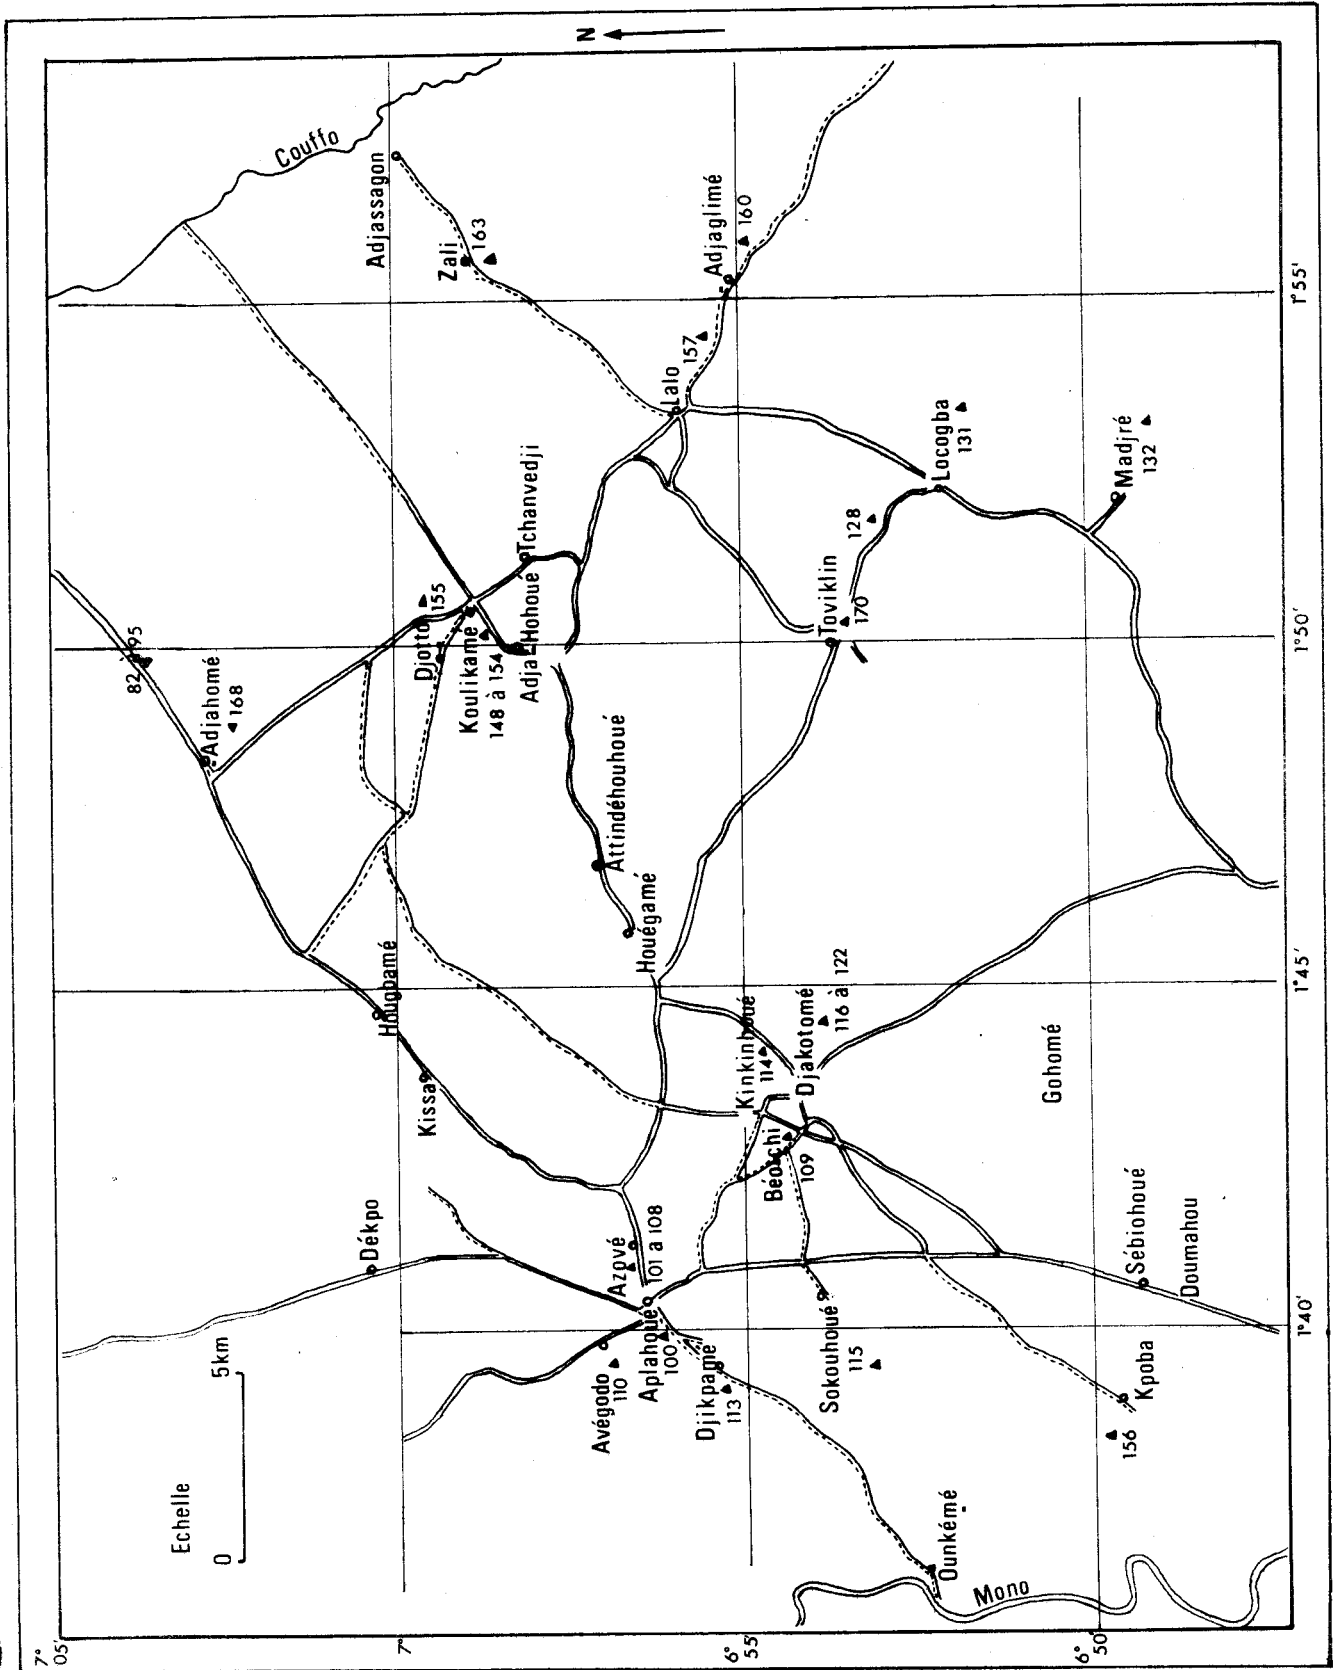 N
Couffo
Adjassagon
Zali
163
Adjaglimé
160
157
Lalo
1°55'
Locogba
131
Madjré
132
128
Tchanvedji
Toviklin
170
155
Djotto
Koulikamé
148 à 154
Adja-Hohoué
1°50'
82
95
Adjahomé
168
Attindéhouhoué
Houégamé
1°45'
Hougbamé
Kissa
Kinkinhoué
114
Djakotomé
116 à 122
Gohomé
Béotchi
109
Dékpo
Azové
101 à 108
Sébiohoué
Doumahou
1°40'
Aplahoué
100
Avégodo
110
Djikpamé
113
Sokouhoué
115
Kpoba
156
Echelle
0
5km
Ounkémé
Mono
7°
05'
7°
6°55'
6°50'